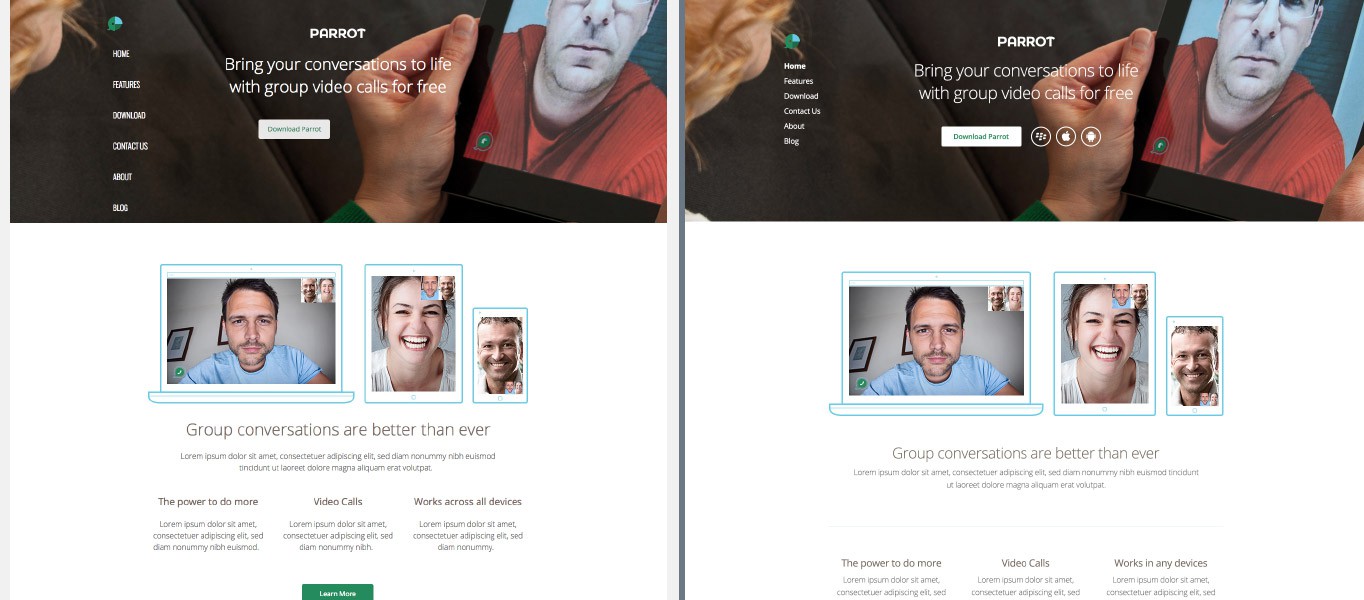 PARROT
Bring your conversations to life
with group video calls for free
Download Parrot
HOME
FEATURES
DOWNLOAD
CONTACT US
ABOUT
BLOG
Group conversations are better than ever
Lorem ipsum dolor sit amet, consectetuer adipiscing elit, sed diam nonummy nibh euismod
tincidunt ut laoreet dolore magna aliquam erat volutpat.
The power to do more
Lorem ipsum dolor sit amet,
consectetuer adipiscing elit, sed
diam nonummy nibh euismod.
Video Calls
Lorem ipsum dolor sit amet,
consectetuer adipiscing elit, sed
diam nonummy nibh.
Works across all devices
Lorem ipsum dolor sit amet,
consectetuer adipiscing elit, sed
diam nonummy.
Learn More
PARROT
Bring your conversations to life
with group video calls for free
Download Parrot
Home
Features
Download
Contact Us
About
Blog
Group conversations are better than ever
Lorem ipsum dolor sit amet, consectetuer adipiscing elit, sed diam nonummy nibh euismod tincidunt
ut laoreet dolore magna aliquam erat volutpat.
The power to do more
Lorem ipsum dolor sit amet,
consectetuer adipiscing elit, sed
Video Calls
Lorem ipsum dolor sit amet,
consectetuer adipiscing elit, sed
Works in any devices
Lorem ipsum dolor sit amet,
consectetuer adipiscing elit, sed